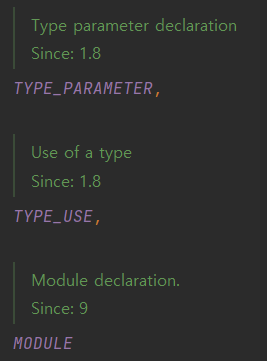 Type parameter declaration
Since: 1.8
TYPE_PARAMETER,
Use of a type
Since: 1.8
TYPE_USE,
Module declaration.
Since: 9
MODULE